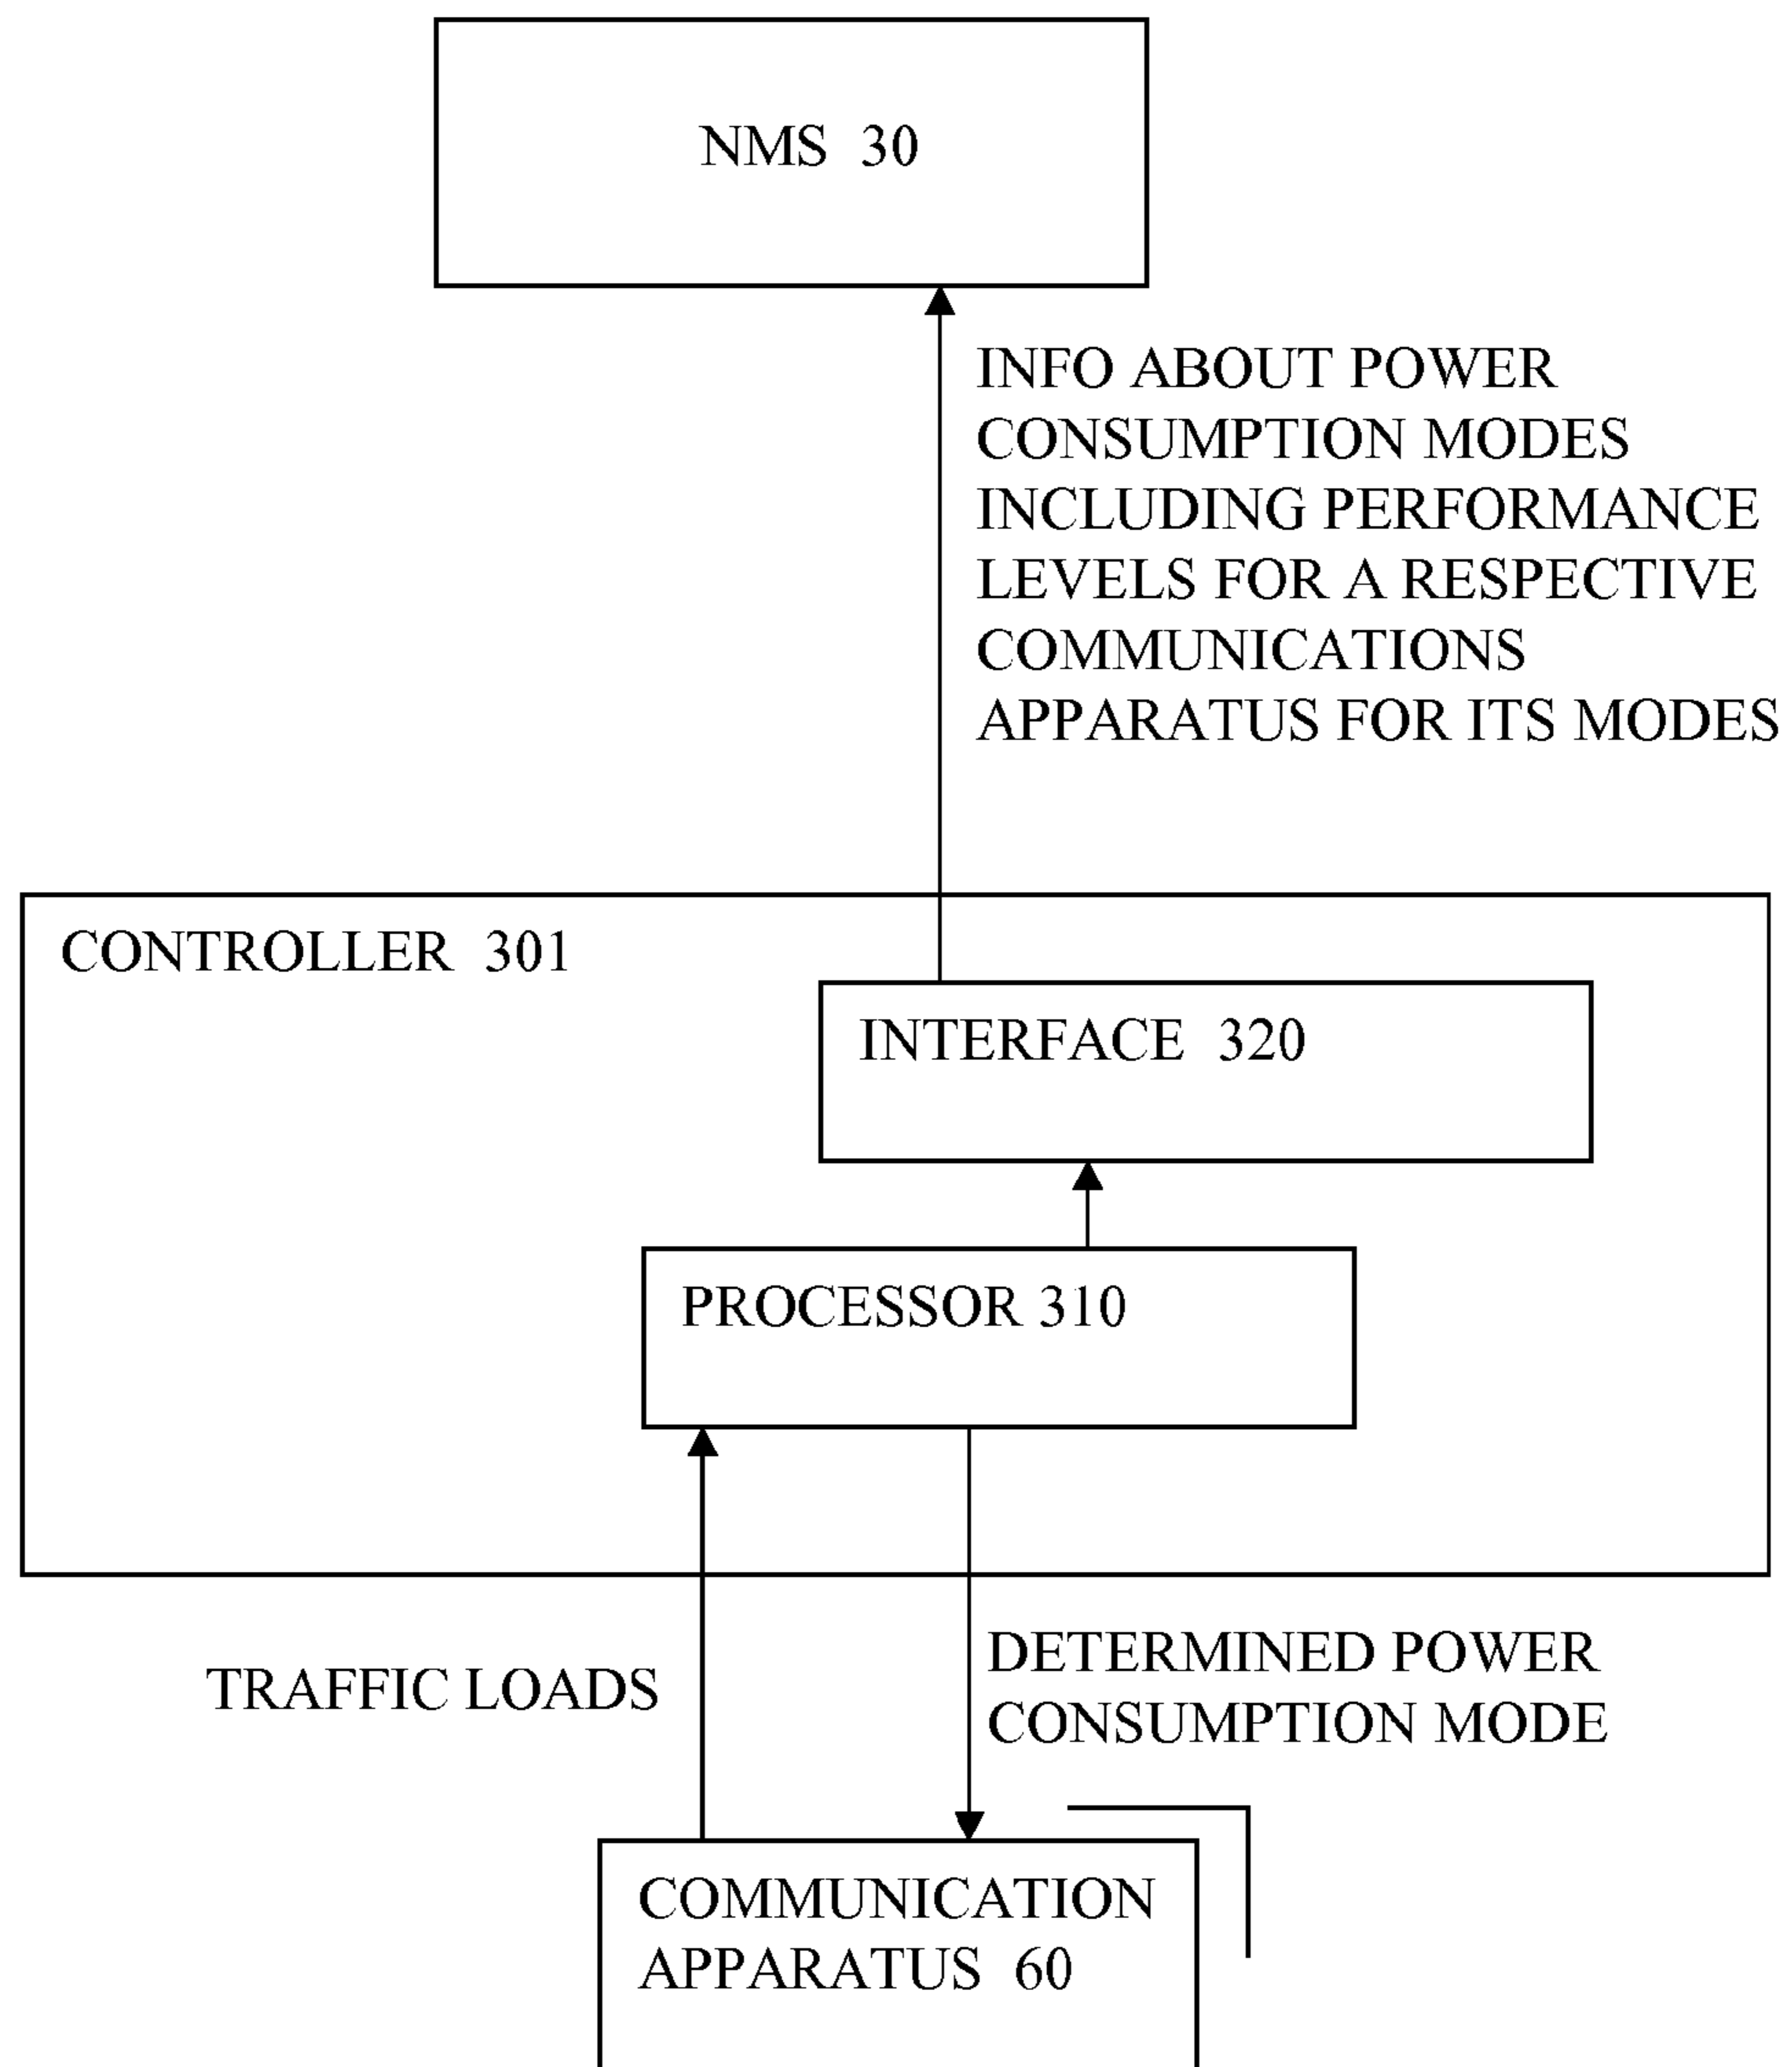 NMS 30
INFO ABOUT POWER
CONSUMPTION MODES
INCLUDING PERFORMANCE
LEVELS FOR A RESPECTIVE
COMMUNICATIONS
APPARATUS FOR ITS MODES
CONTROLLER 301
INTERFACE 320
PROCESSOR 310
TRAFFIC LOADS
DETERMINED POWER
CONSUMPTION MODE
COMMUNICATION
APPARATUS 60